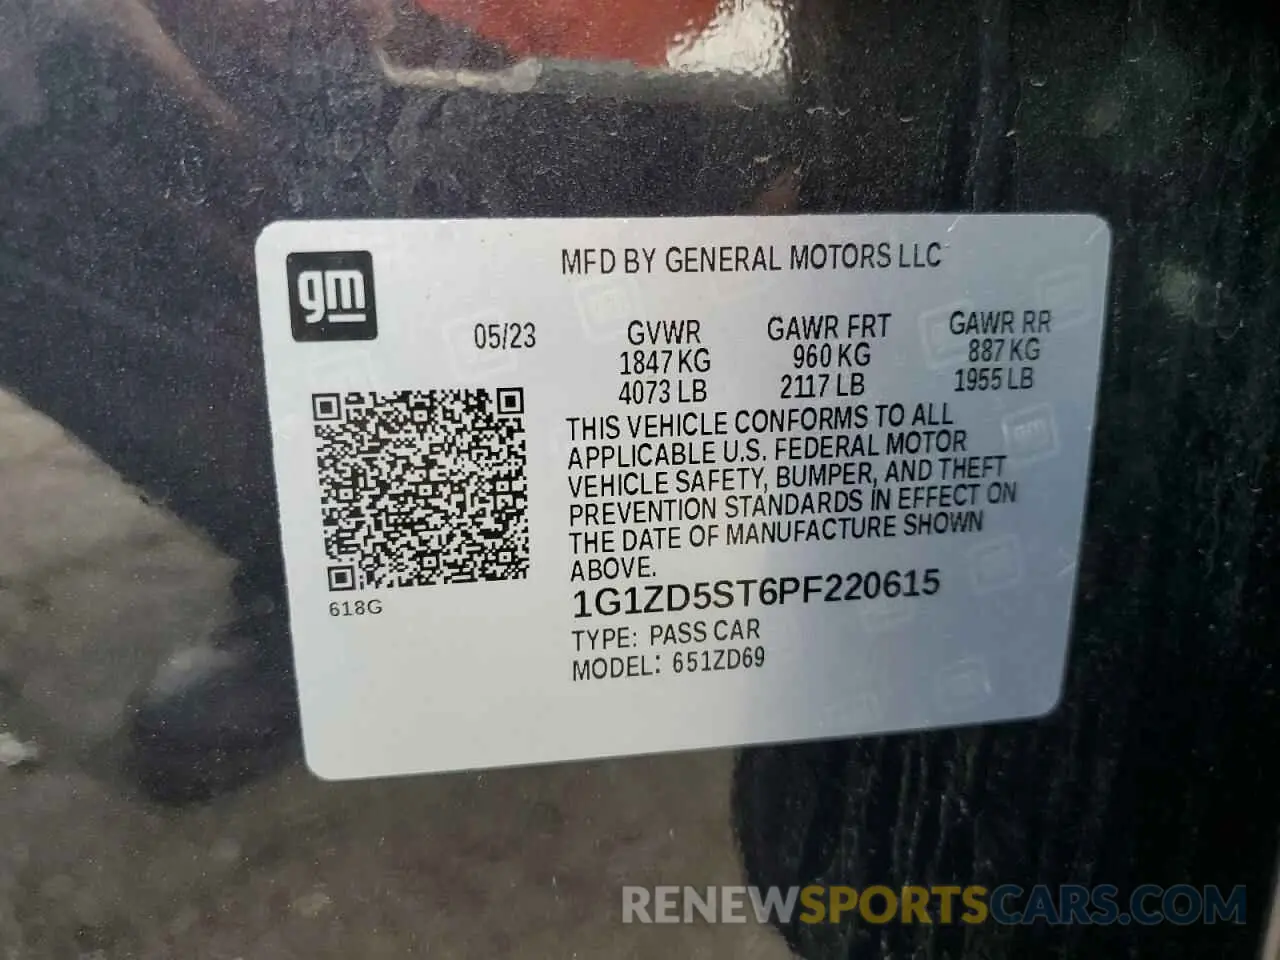 gm
MFD BY GENERAL MOTORS LLC
05/23 GVWR GAWR FRT GAWR RR
1847 KG 960 KG 887 KG
4073 LB 2117 LB 1955 LB
THIS VEHICLE CONFORMS TO ALL
APPLICABLE U.S. FEDERAL MOTOR
VEHICLE SAFETY, BUMPER, AND THEFT
PREVENTION STANDARDS IN EFFECT ON
THE DATE OF MANUFACTURE SHOWN
ABOVE.
618G
1G1ZD5ST6PF220615
TYPE: PASS CAR
MODEL: 651ZD69
RENEWSPORTSCARS.COM